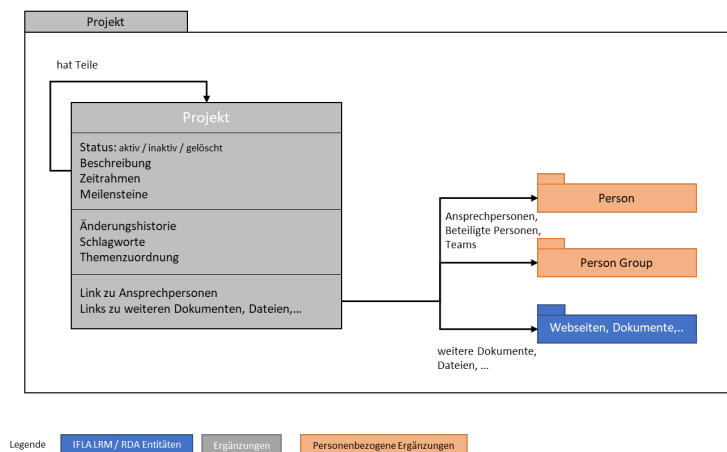 Projekt
hat Teile
Projekt
Status: aktiv / inaktiv / gelöscht
Beschreibung
Zeitrahmen
Meilensteine
Änderungshistorie
Schlagworte
Themenzuordnung
Link zu Ansprechpersonen
Links zu weiteren Dokumenten, Dateien,...
Person
Ansprechpersonen,
Beteiligte Personen,
Teams
Person Group
Webseiten, Dokumente,..
weitere Dokumente,
Dateien, ...
Legende
IFLA LRM / RDA Entitäten
Ergänzungen
Personenbezogene Ergänzungen